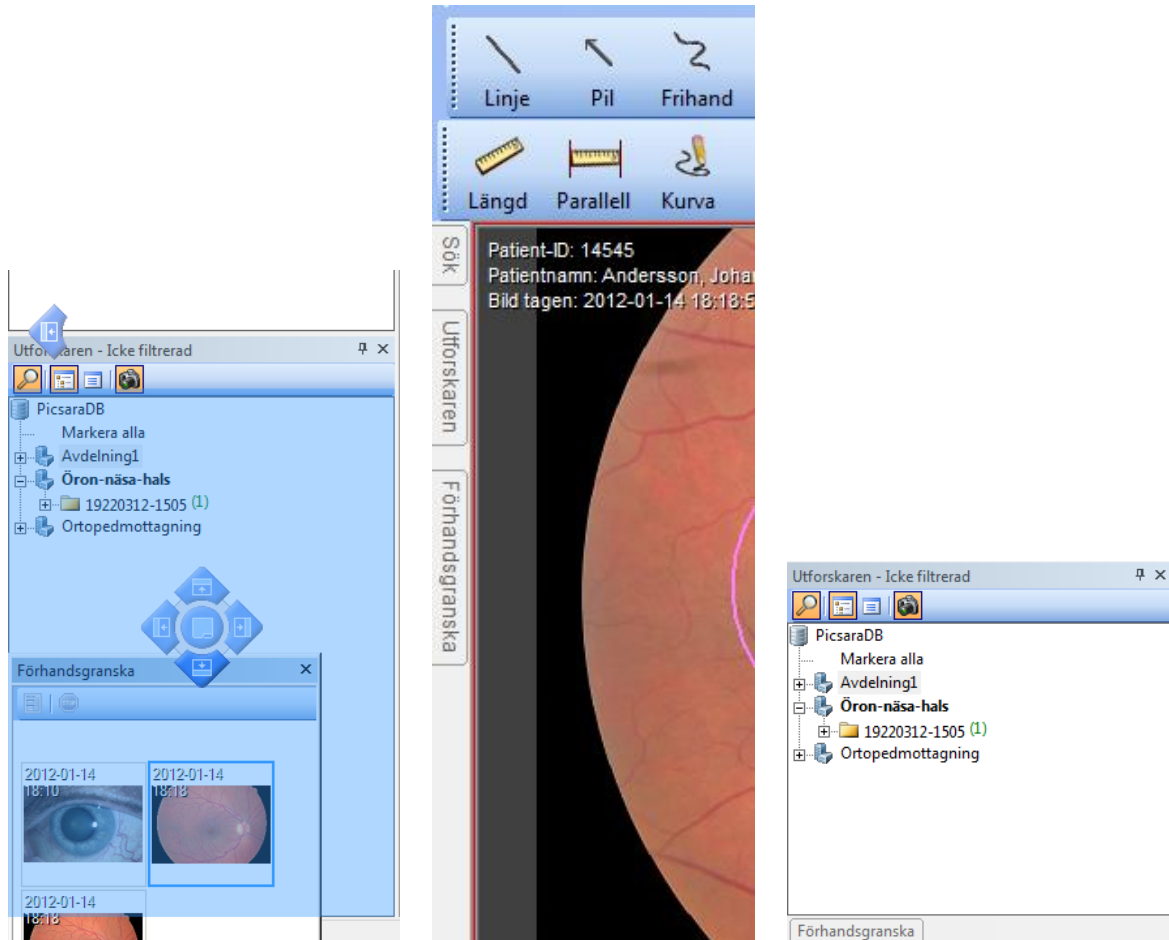 Utforskaren - Icke filtrerad
PicsaraDB
Markera alla
Avdelning1
Öron-näsa-hals
19220312-1505 (1)
Ortopedmottagning
Förhandsgranska
2012-01-14
18:10
2012-01-14
18:18
2012-01-14
18:18
Linje Pil Frihand
Längd Parallell Kurva
Sök
Utforskaren
Förhandsgranska
Patient-ID: 14545
Patientnamn: Andersson, Joha
Bild tagen: 2012-01-14 18:18:5
Utforskaren - Icke filtrerad
PicsaraDB
Markera alla
Avdelning1
Öron-näsa-hals
19220312-1505 (1)
Ortopedmottagning
Förhandsgranska